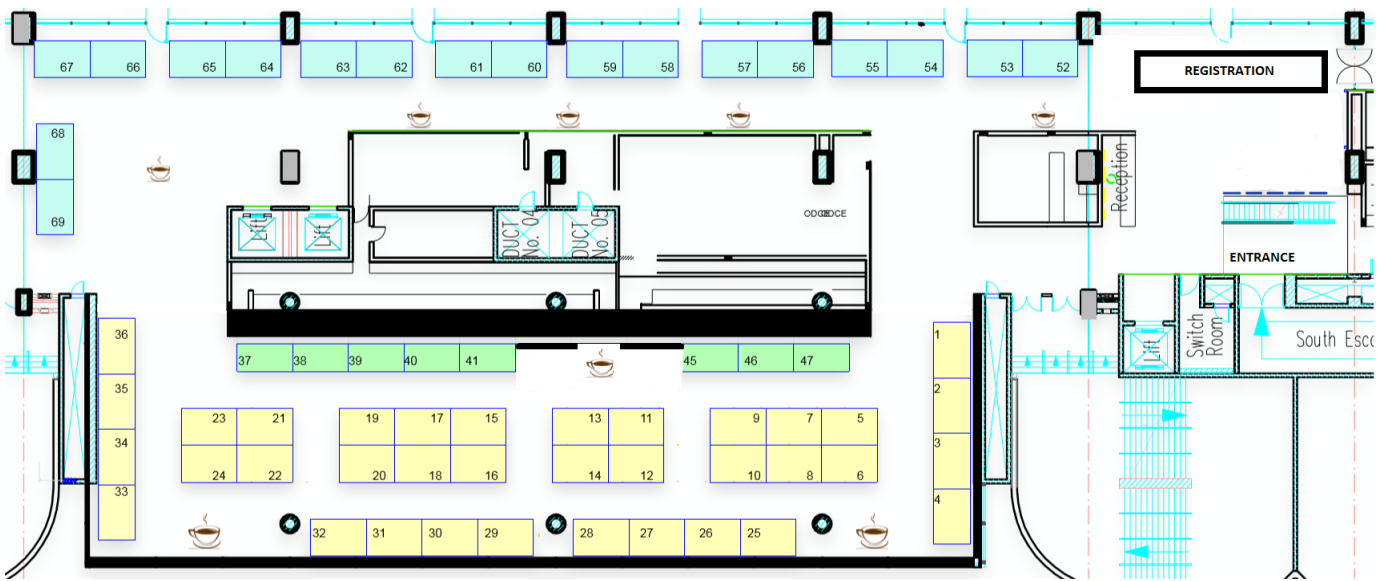 REGISTRATION
67 66 65 64 63 62 61 60 59 58 57 56 55 54 53 52
68
Reception
69
Lift Lift DUCT No. 04 DUCT No. 05
ENTRANCE
Lift
Switch Room
South Esc
36 1
37 38 39 40 41 45 46 47
35 2
23 21 19 17 15 13 11 9 7 5
34 3
24 22 20 18 16 14 12 10 8 6
33 4
32 31 30 29 28 27 26 25